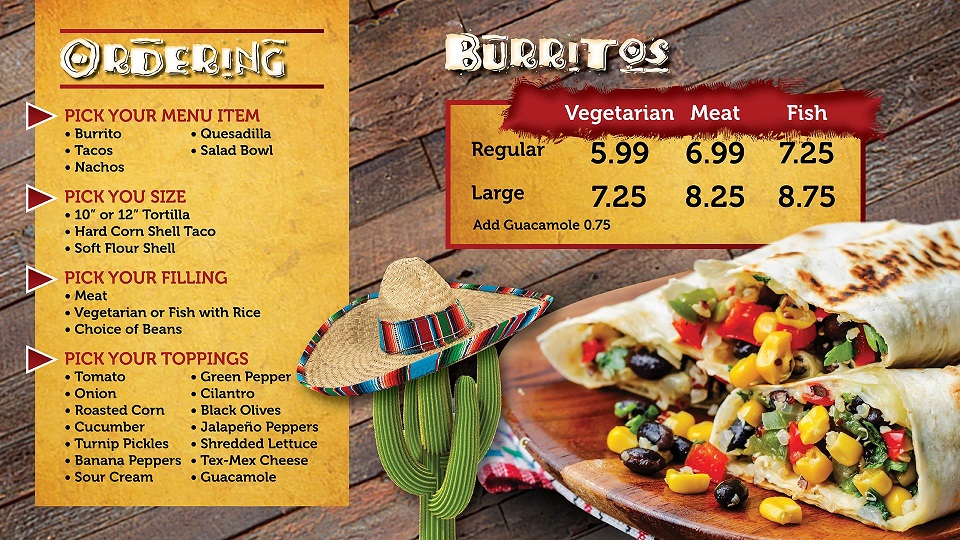 ORDERING
PICK YOUR MENU ITEM
• Burrito
• Tacos
• Nachos
• Quesadilla
• Salad Bowl
PICK YOU SIZE
• 10” or 12” Tortilla
• Hard Corn Shell Taco
• Soft Flour Shell
PICK YOUR FILLING
• Meat
• Vegetarian or Fish with Rice
• Choice of Beans
PICK YOUR TOPPINGS
• Tomato
• Onion
• Roasted Corn
• Cucumber
• Turnip Pickles
• Banana Peppers
• Sour Cream
• Green Pepper
• Cilantro
• Black Olives
• Jalapeño Peppers
• Shredded Lettuce
• Tex-Mex Cheese
• Guacamole
BURRITOS
Vegetarian Meat Fish
Regular 5.99 6.99 7.25
Large 7.25 8.25 8.75
Add Guacamole 0.75